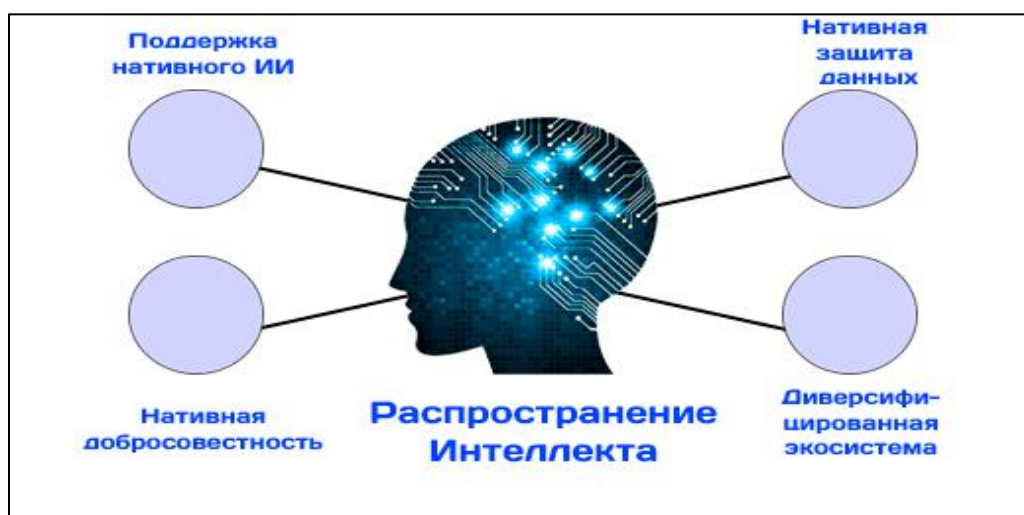 Поддержка
нативного ИИ
Нативная
защита
данных
Нативная
добросовестность
Распространение
Интеллекта
Диверсифи-
цированная
экосистема